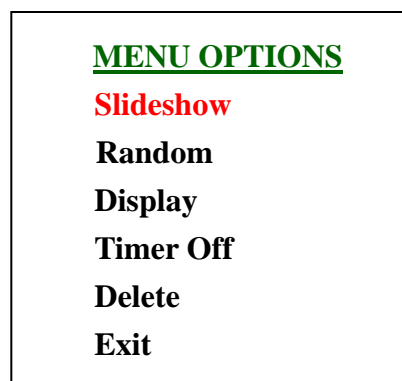 MENU OPTIONS
Slideshow
Random
Display
Timer Off
Delete
Exit